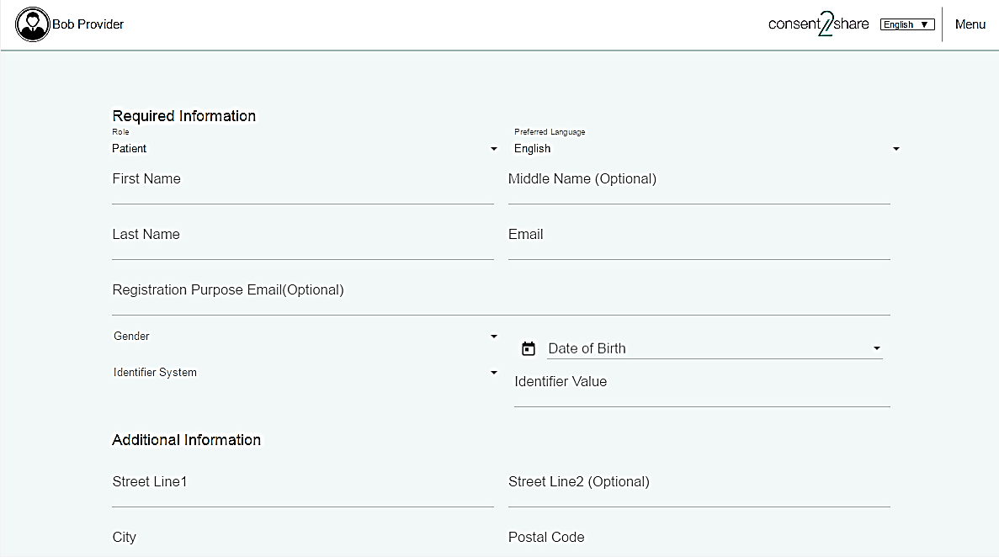 Bob Provider
consent2share
English ▼
Menu
Required Information
Role
Preferred Language
Patient
English
First Name
Middle Name (Optional)
Last Name
Email
Registration Purpose Email(Optional)
Gender
Date of Birth
Identifier System
Identifier Value
Additional Information
Street Line1
Street Line2 (Optional)
City
Postal Code